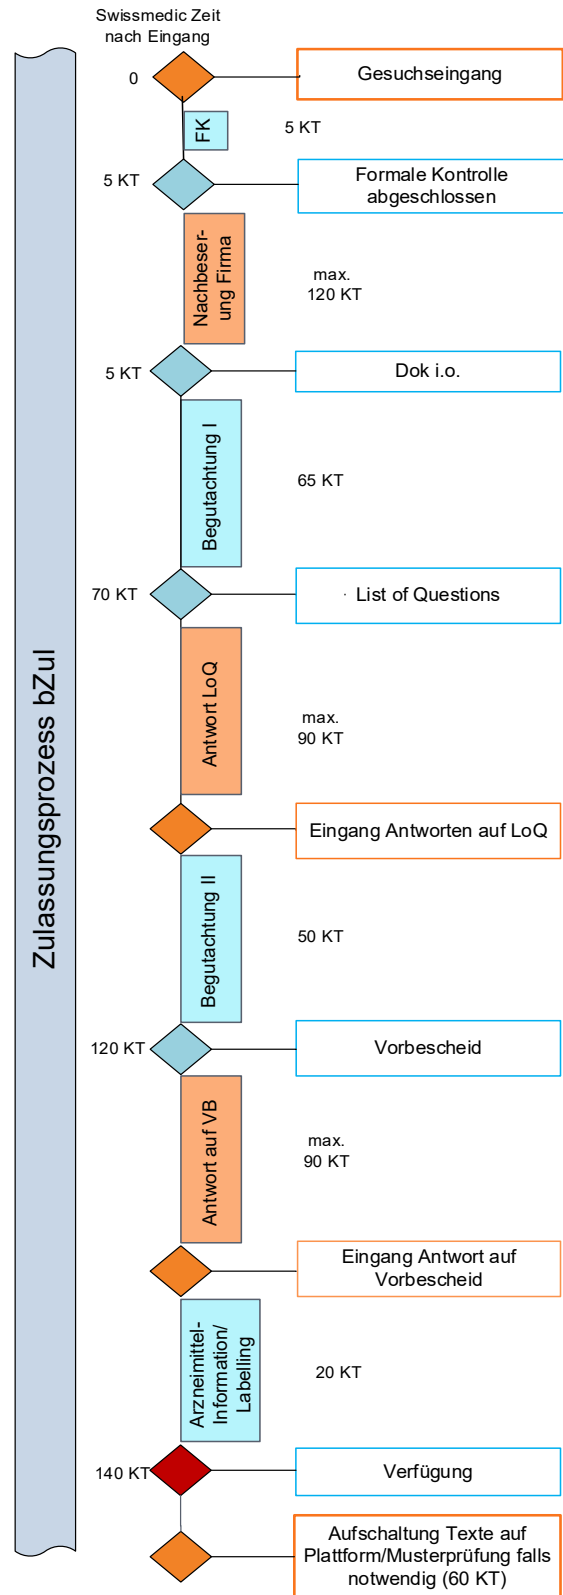 Swissmedic Zeit
nach Eingang
0
Gesuchseingang
FK
5 KT
5 KT
Formale Kontrolle
abgeschlossen
Nachbeser-
ung Firma
max.
120 KT
5 KT
Dok i.o.
Begutachtung I
65 KT
70 KT
List of Questions
Antwort LoQ
max.
90 KT
Eingang Antworten auf LoQ
Begutachtung II
50 KT
120 KT
Vorbescheid
Antwort auf VB
max.
90 KT
Eingang Antwort auf
Vorbescheid
Arzneimittel-
Information/
Labelling
20 KT
140 KT
Verfügung
Aufschaltung Texte auf
Plattform/Musterprüfung falls
notwendig (60 KT)
Zulassungsprozess bZul